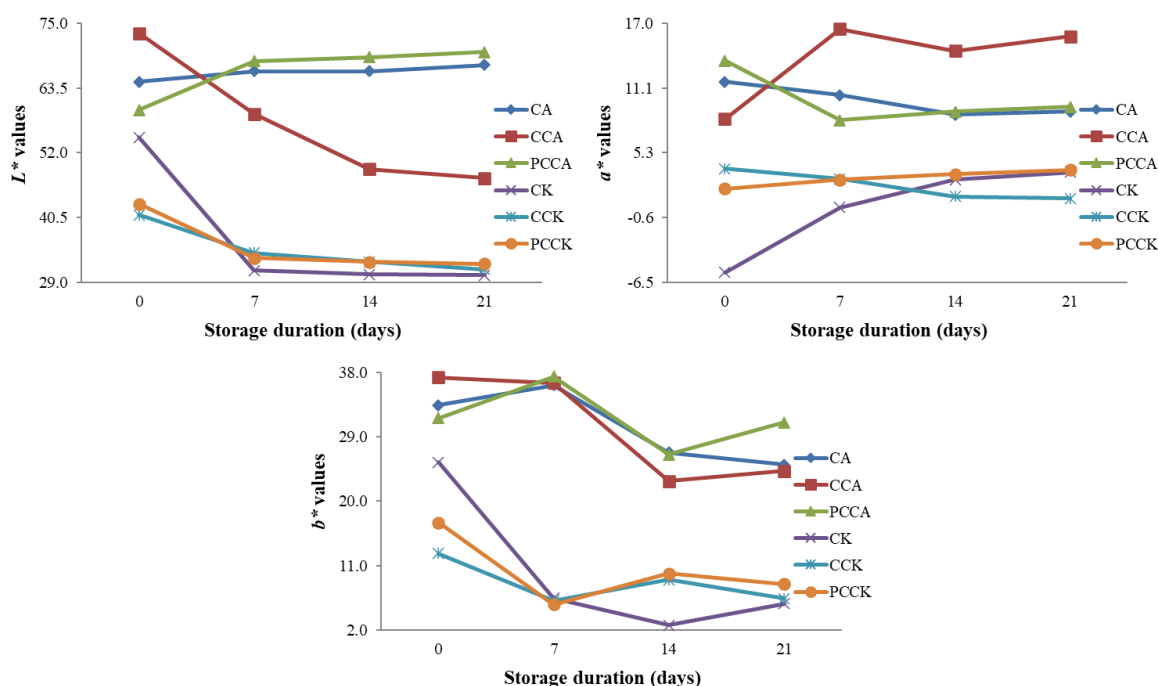 75.0
63.5
52.0
40.5
29.0
L* values
0 7 14 21
Storage duration (days)
CA
CCA
PCCA
CK
CCK
PCCK
17.0
11.1
5.3
-0.6
-6.5
a* values
0 7 14 21
Storage duration (days)
CA
CCA
PCCA
CK
CCK
PCCK
38.0
29.0
20.0
11.0
2.0
b* values
0 7 14 21
Storage duration (days)
CA
CCA
PCCA
CK
CCK
PCCK